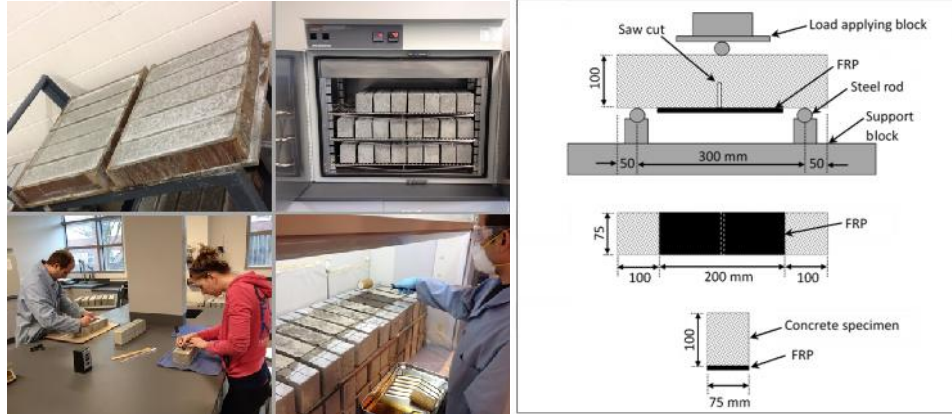 Load applying block
Saw cut
FRP
100
Steel rod
Support
block
50
300 mm
50
75
FRP
100
200 mm
100
100
Concrete specimen
FRP
75 mm